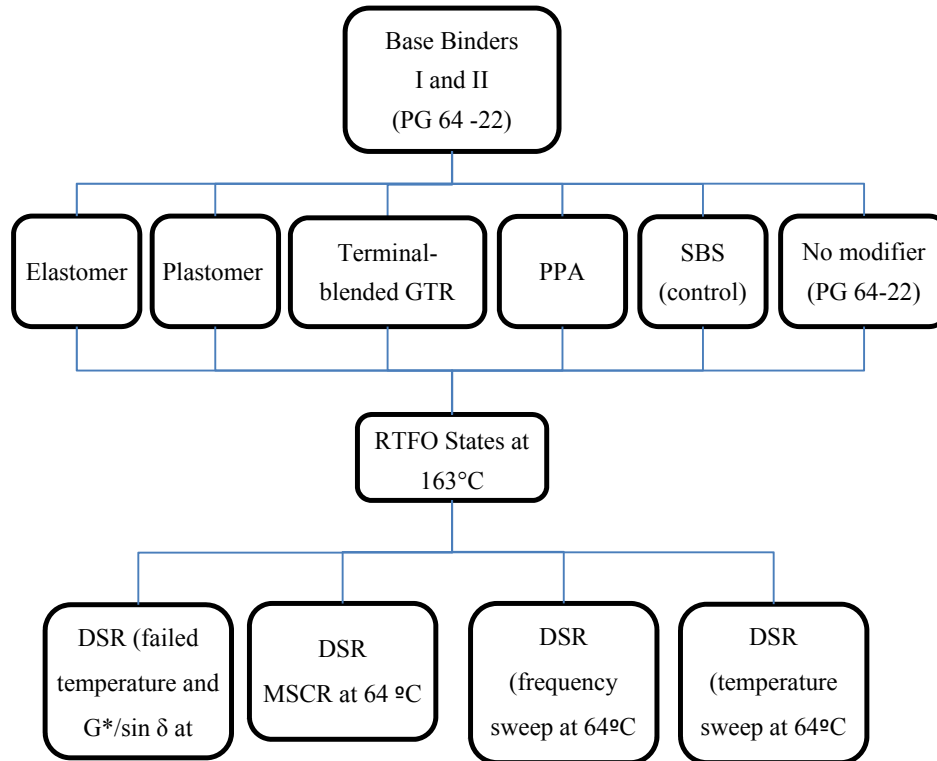 Base Binders
I and II
(PG 64 -22)
Elastomer
Plastomer
Terminal-
blended GTR
PPA
SBS
(control)
No modifier
(PG 64-22)
RTFO States at
163°C
DSR (failed
temperature and
G*/sin δ at
DSR
MSCR at 64 ºC
DSR
(frequency
sweep at 64ºC
DSR
(temperature
sweep at 64ºC